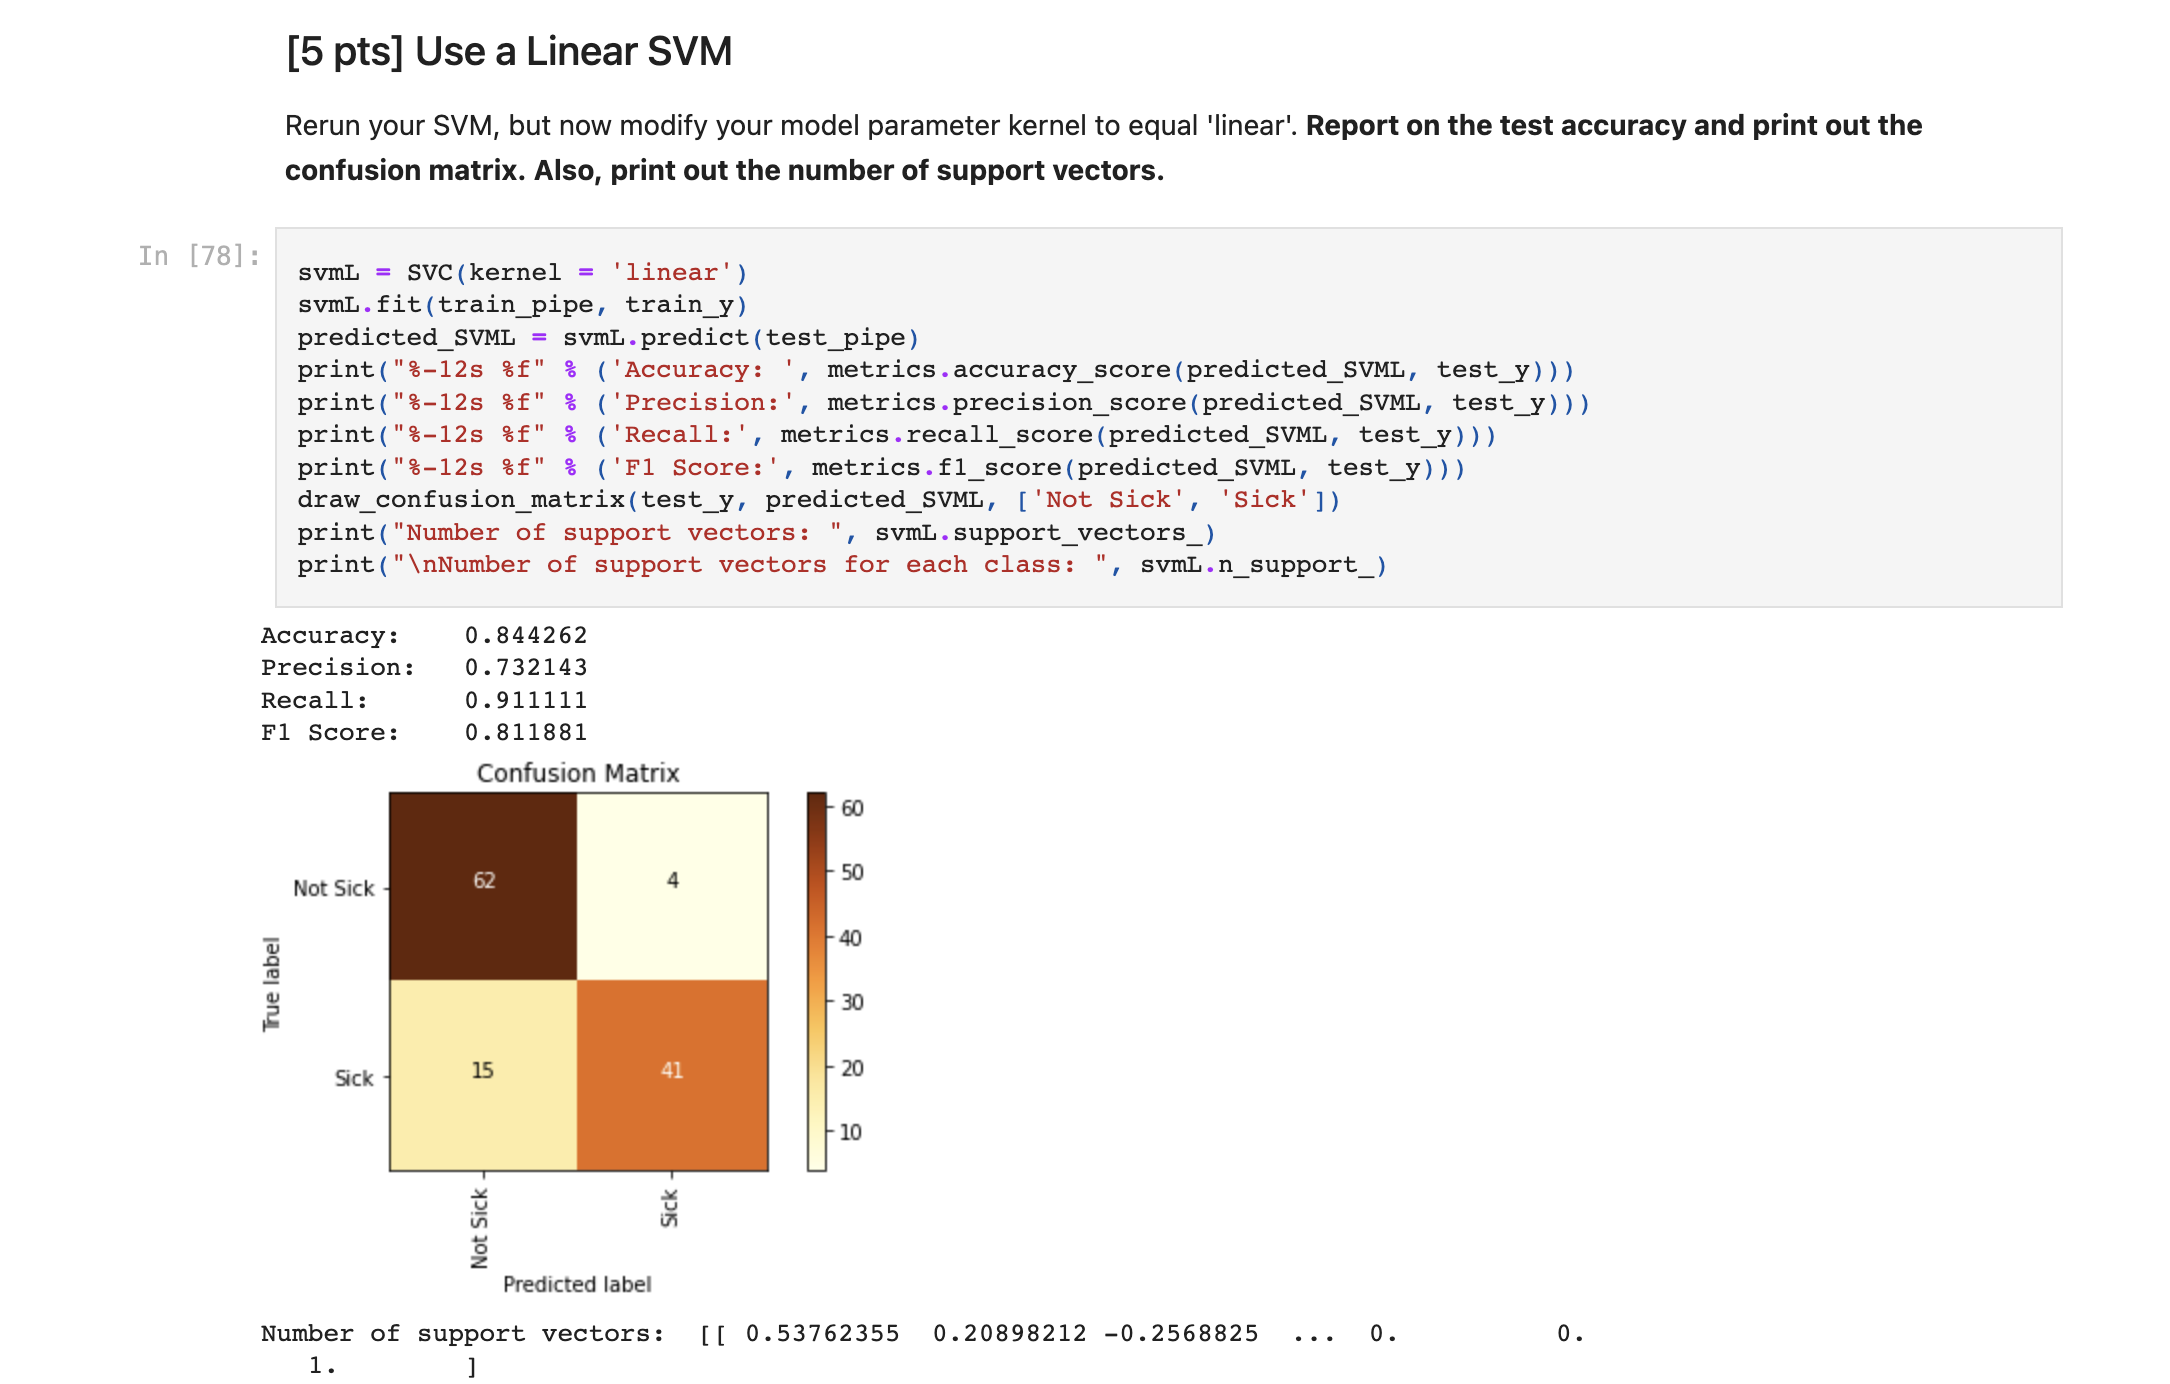 [5 pts] Use a Linear SVM
Rerun your SVM, but now modify your model parameter kernel to equal 'linear'. Report on the test accuracy and print out the
confusion matrix. Also, print out the number of support vectors.
In [78]:
svmL = SVC(kernel = 'linear')
svmL.fit(train_pipe, train_y)
predicted_SVML = svmL.predict(test_pipe)
print("%-12s %f" % ('Accuracy: ', metrics.accuracy_score(predicted_SVML, test_y)))
print("%-12s %f" % ('Precision:', metrics.precision_score(predicted_SVML, test_y)))
print("%-12s %f" % ('Recall:', metrics.recall_score(predicted_SVML, test_y)))
print("%-12s %f" % ('F1 Score:', metrics.f1_score(predicted_SVML, test_y)))
draw_confusion_matrix(test_y, predicted_SVML, ['Not Sick', 'Sick'])
print("Number of support vectors: ", svmL.support_vectors_)
print("\nNumber of support vectors for each class: ", svmL.n_support_)
Accuracy: 0.844262
Precision: 0.732143
Recall: 0.911111
F1 Score: 0.811881
Confusion Matrix
60
50
40
30
20
10
Not Sick
62
4
True label
Sick
15
41
Not Sick
Sick
Predicted label
Number of support vectors: [[ 0.53762355 0.20898212 -0.2568825 ... 0. 0.
1. ]